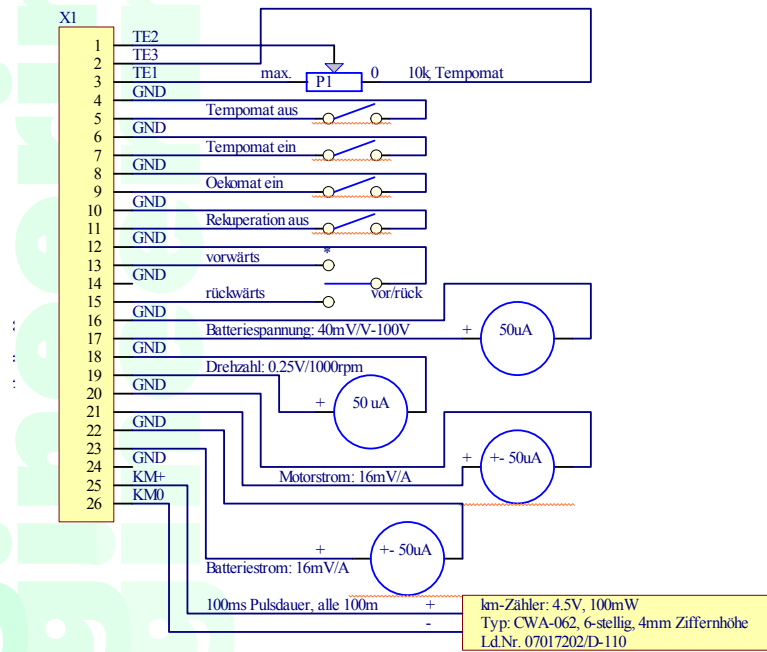 X1
1 TE2
2 TE3
3 TE1 max. P1 0 10k, Tempomat
4 GND
5 Tempomat aus
6 GND
7 Tempomat ein
8 GND
9 Oekomat ein
10 GND
11 Rekuperation aus
12 GND
13 vorwärts *
14 GND
15 rückwärts vor/rück
16 GND
17 Batteriespannung: 40mV/V-100V + 50uA
18 GND
19 Drehzahl: 0.25V/1000rpm
20 GND + 50 uA
21
22 GND
23 Motorstrom: 16mV/A + +- 50uA
24 GND
25 KM+
26 KM0
Batteriestrom: 16mV/A + +- 50uA
100ms Pulsdauer, alle 100m + -
km-Zähler: 4.5V, 100mW
Typ: CWA-062, 6-stellig, 4mm Ziffernhöhe
Ld.Nr. 07017202/D-110